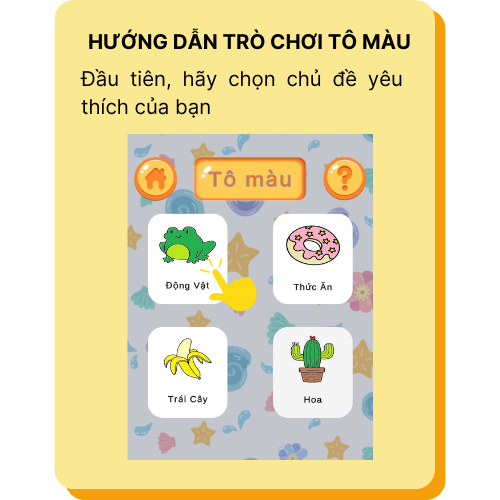 HƯỚNG DẪN TRÒ CHƠI TÔ MÀU
Đầu tiên, hãy chọn chủ đề yêu
thích của bạn
Tô màu
?
Động Vật
Thức Ăn
Trái Cây
Hoa